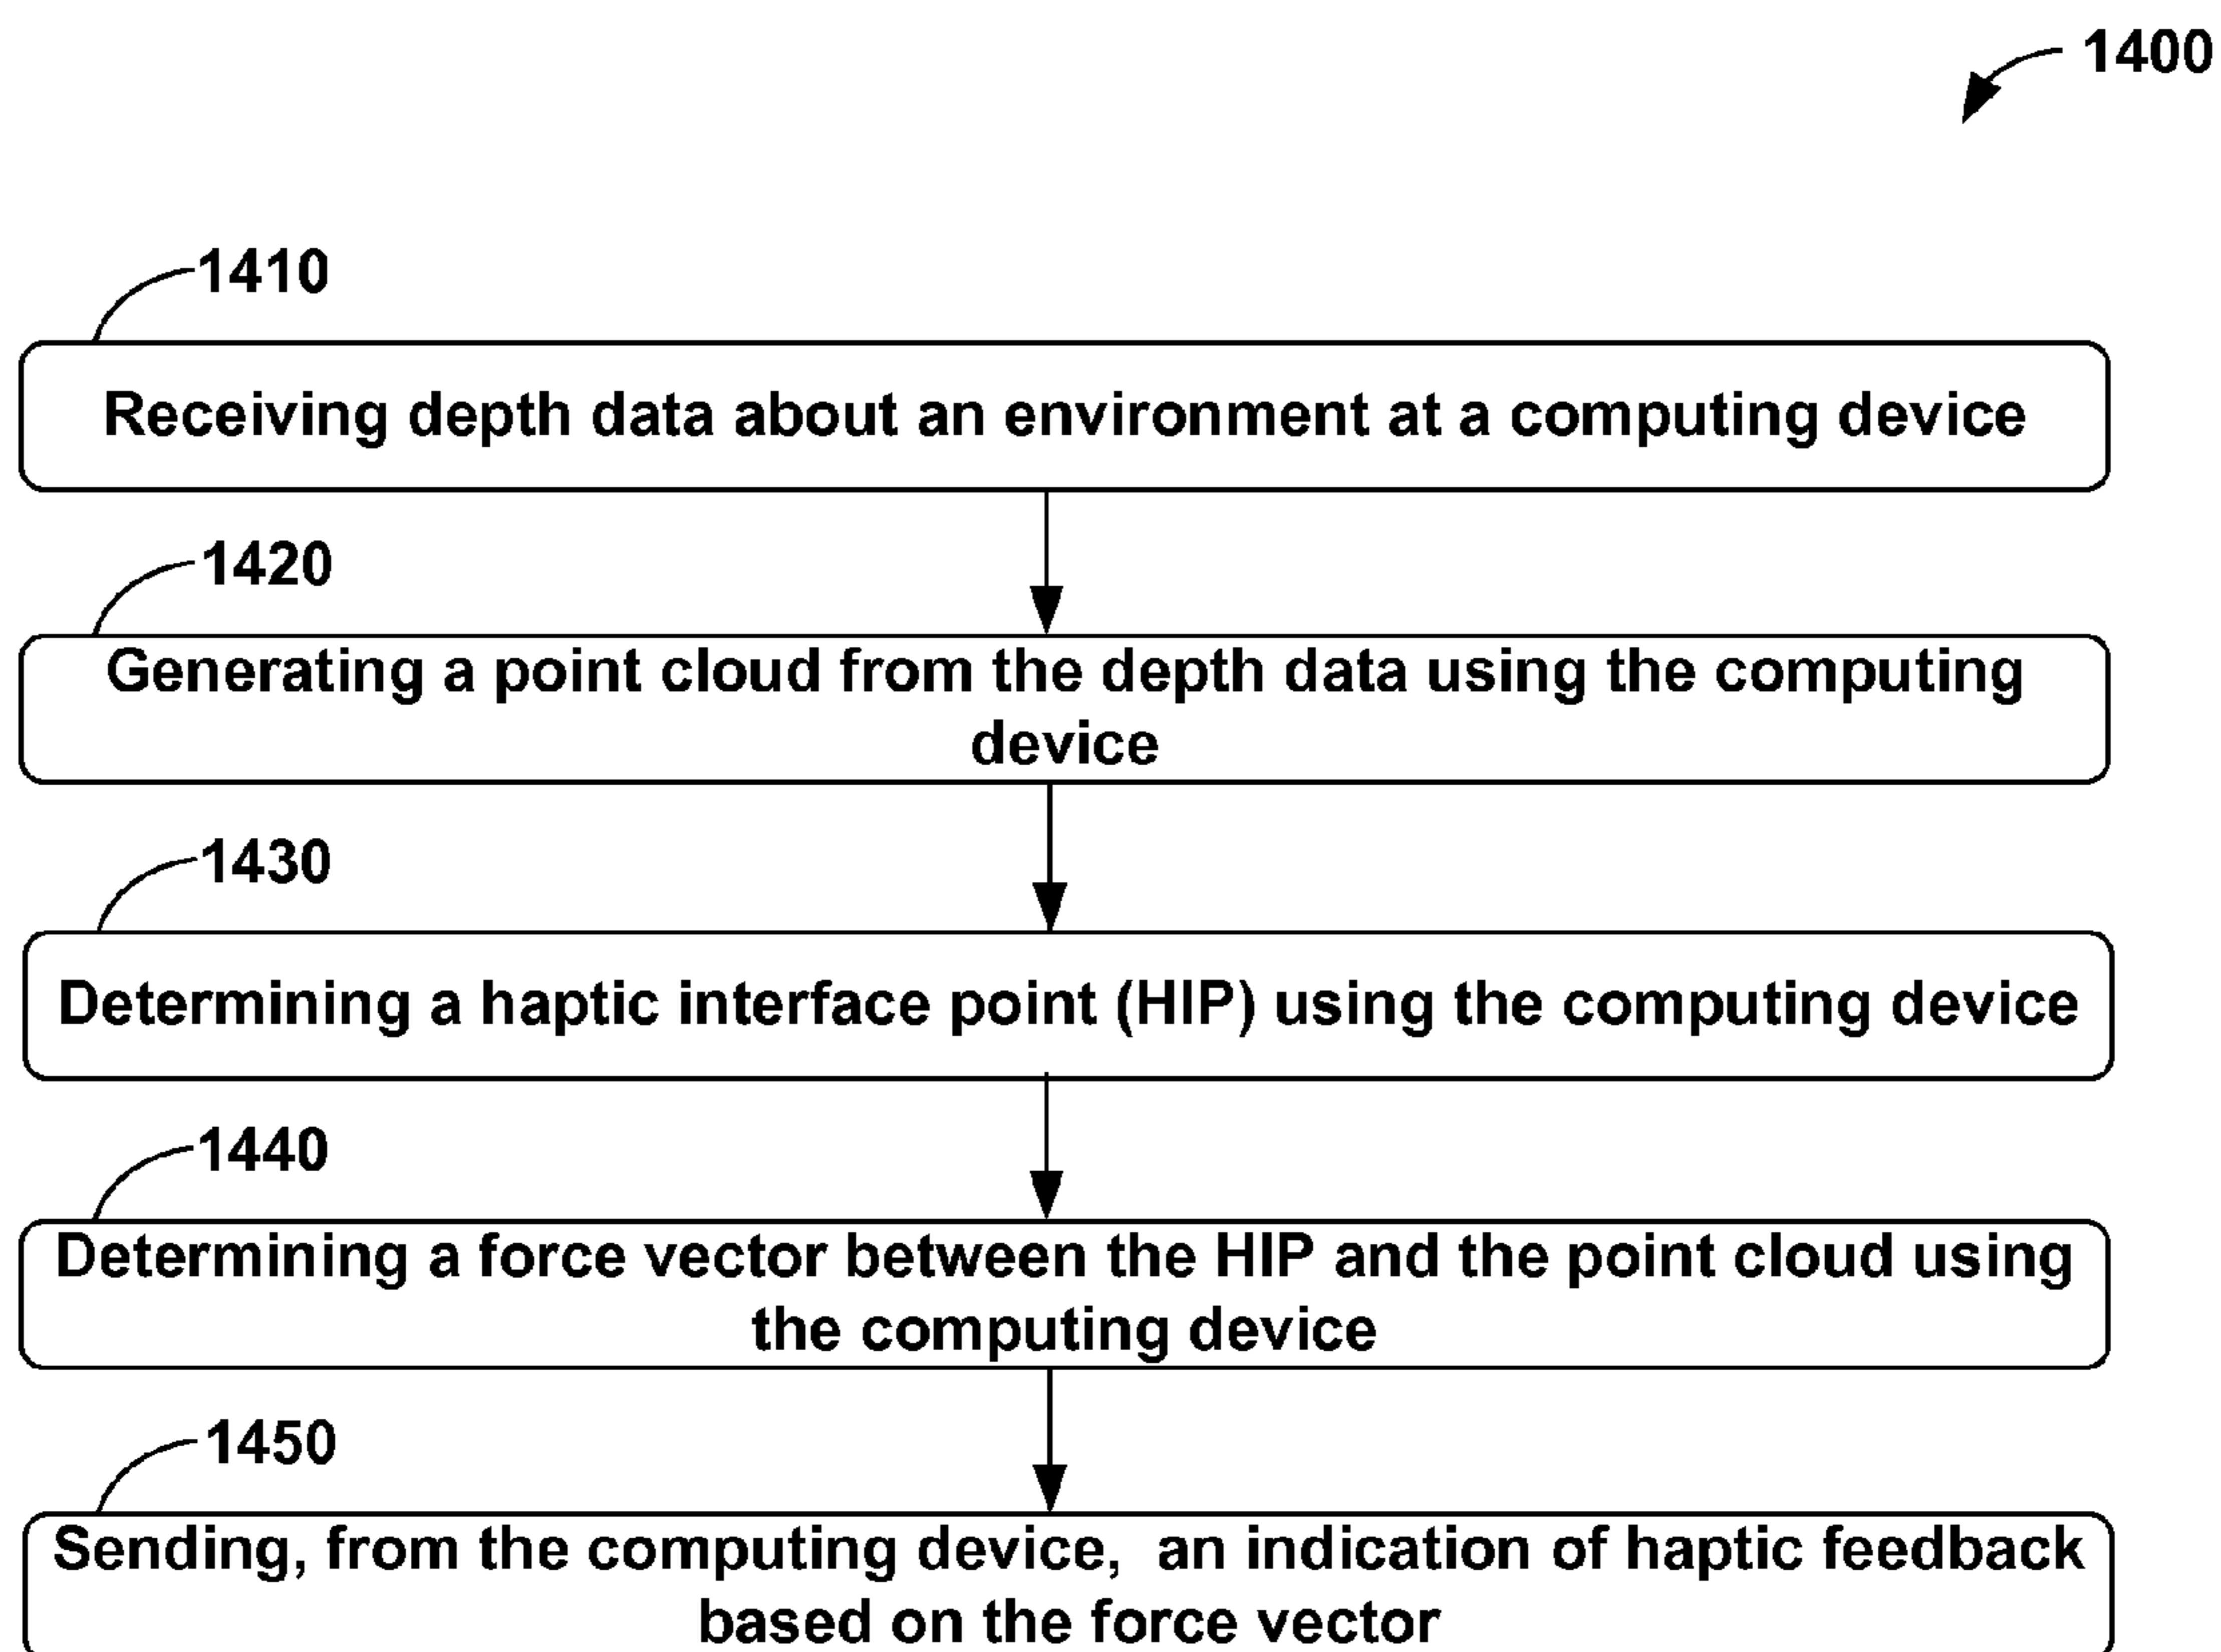 1400
1410
Receiving depth data about an environment at a computing device
1420
Generating a point cloud from the depth data using the computing
device
1430
Determining a haptic interface point (HIP) using the computing device
1440
Determining a force vector between the HIP and the point cloud using
the computing device
1450
Sending, from the computing device, an indication of haptic feedback
based on the force vector